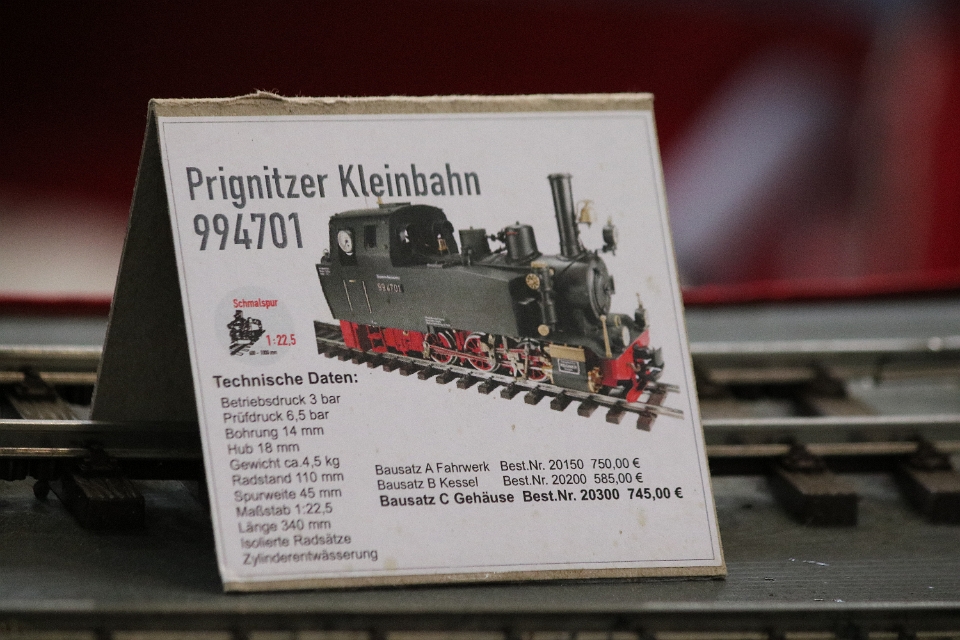 Prignitzer Kleinbahn
994701
99 4701
Schmalspur
1:22,5
Technische Daten:
Betriebsdruck 3 bar
Prüfdruck 6,5 bar
Bohrung 14 mm
Hub 18 mm
Gewicht ca.4,5 kg
Radstand 110 mm
Spurweite 45 mm
Maßstab 1:22,5
Länge 340 mm
Isolierte Radsätze
Zylinderentwässerung
Bausatz A Fahrwerk Best.Nr. 20150 750,00 €
Bausatz B Kessel Best.Nr. 20200 585,00 €
Bausatz C Gehäuse Best.Nr. 20300 745,00 €